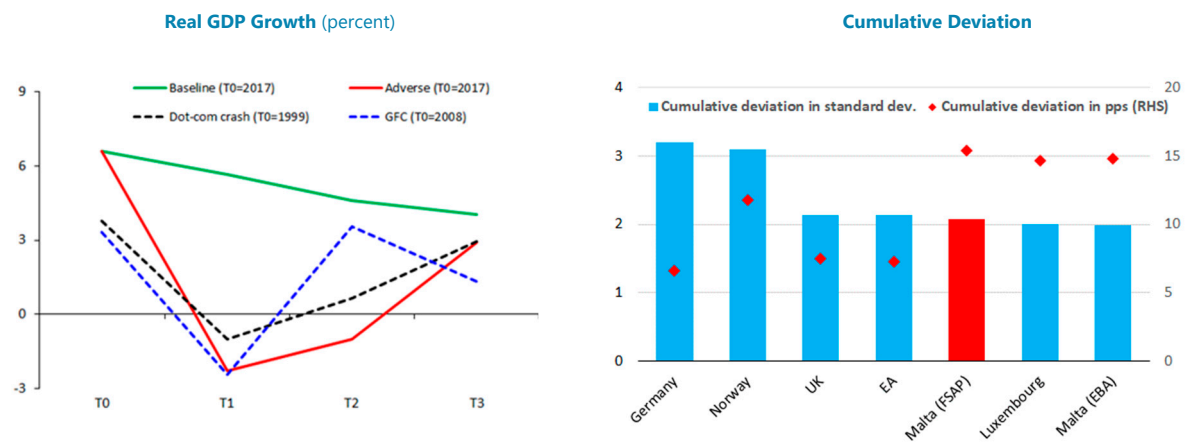 Real GDP Growth (percent)
9
6
3
0
-3
Baseline (T0=2017)
Adverse (T0=2017)
Dot-com crash (T0=1999)
GFC (T0=2008)
T0
T1
T2
T3
Cumulative Deviation
4
3
2
1
0
Cumulative deviation in standard dev.
Cumulative deviation in pps (RHS)
20
15
10
5
0
Germany
Norway
UK
EA
Malta (FSAP)
Luxembourg
Malta (EBA)